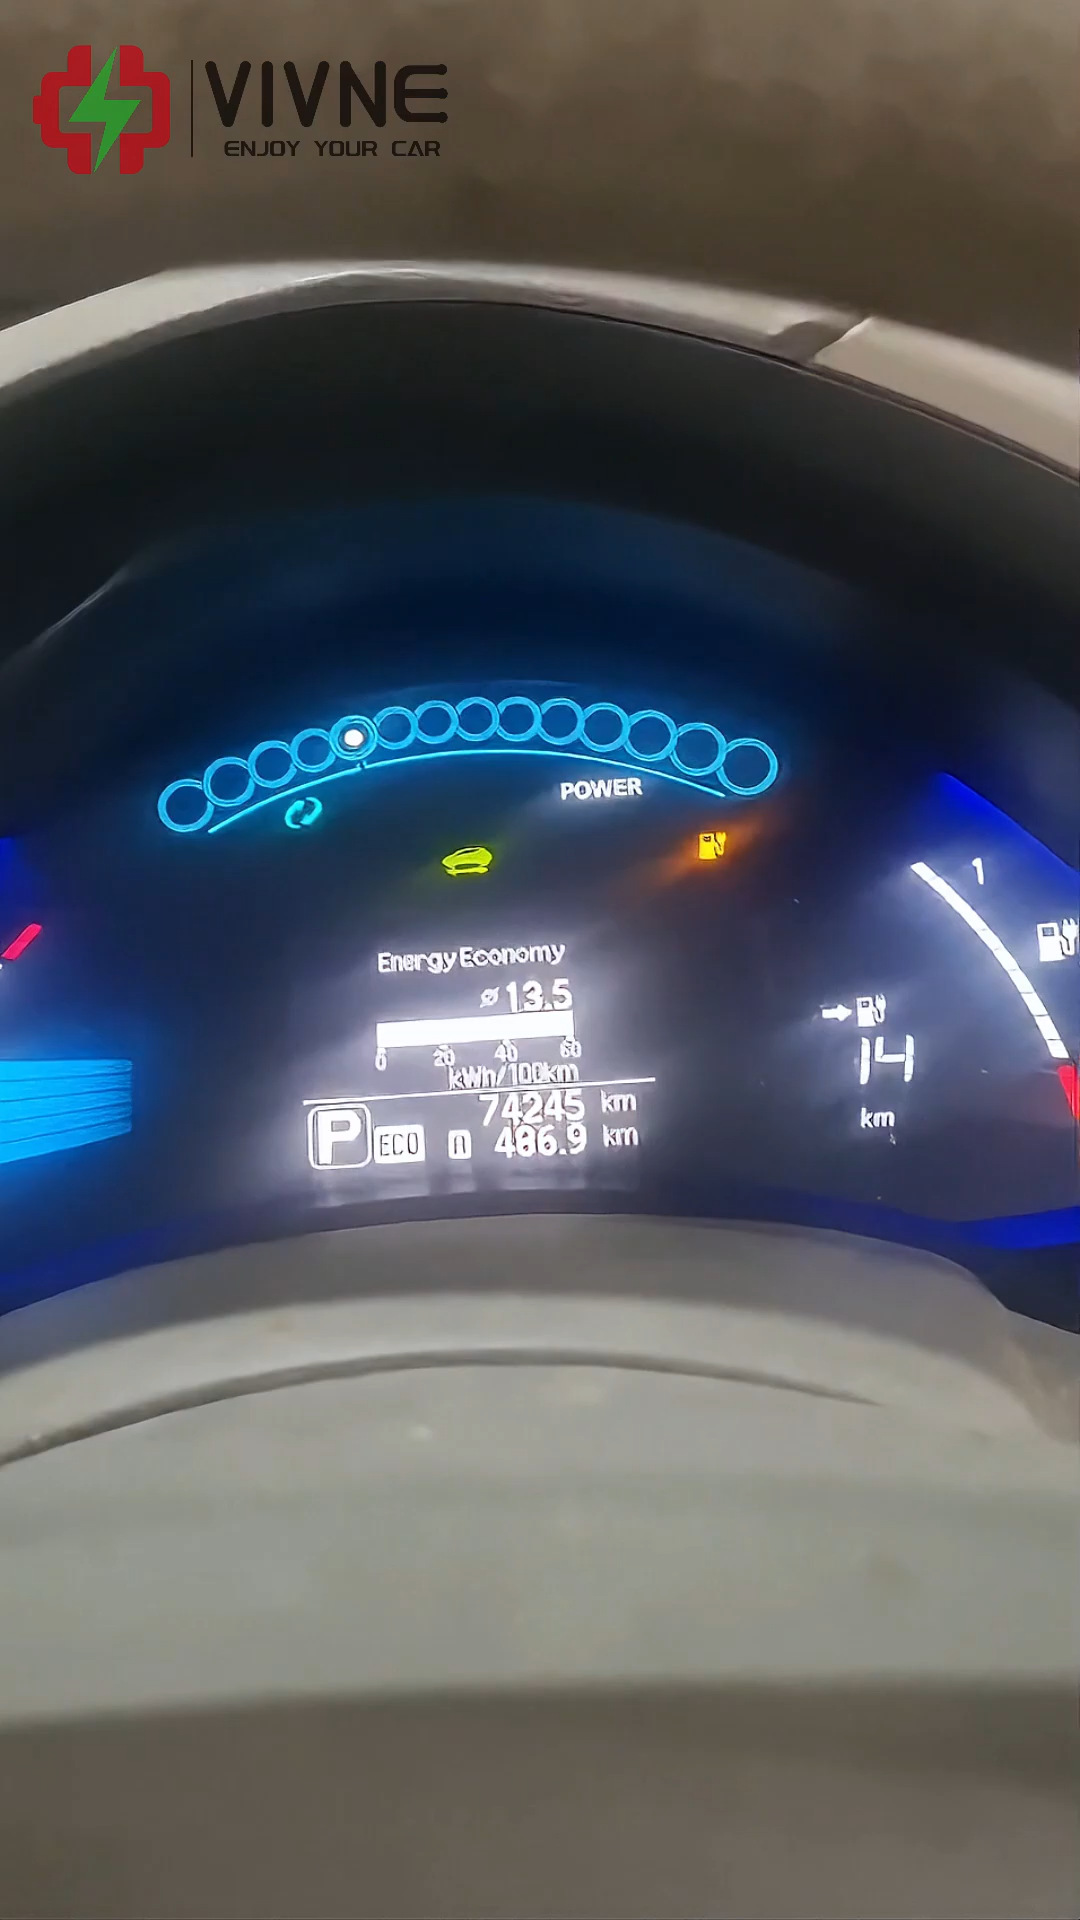 VIVNE
ENJOY YOUR CAR
POWER
1
Energy Economy
ø13.5
0 20 40 60
kWh/100km
14
km
74245 km
P ECO 486.9 km